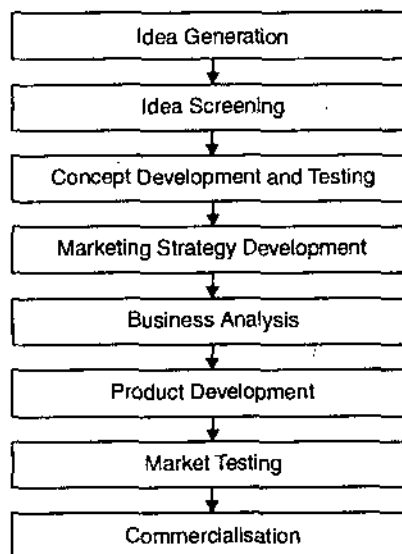 Idea Generation
Idea Screening
Concept Development and Testing
Marketing Strategy Development
Business Analysis
Product Development
Market Testing
Commercialisation